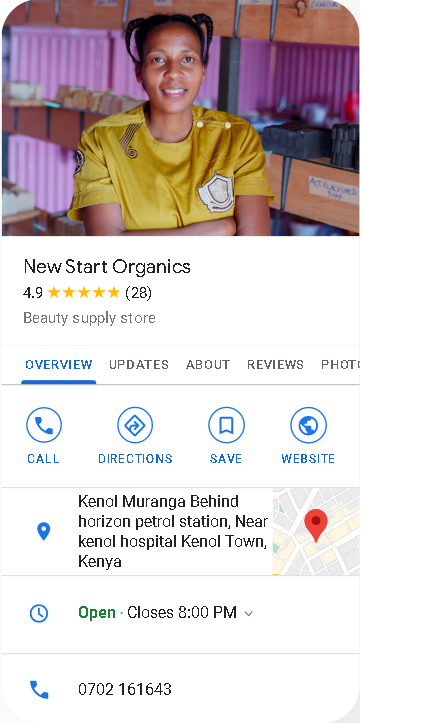 New Start Organics
4.9 ★★★★★ (28)
Beauty supply store
OVERVIEW UPDATES ABOUT REVIEWS PHOTO
CALL DIRECTIONS SAVE WEBSITE
Kenol Muranga Behind
horizon petrol station, Near
kenol hospital Kenol Town,
Kenya
Open · Closes 8:00 PM
0702 161643